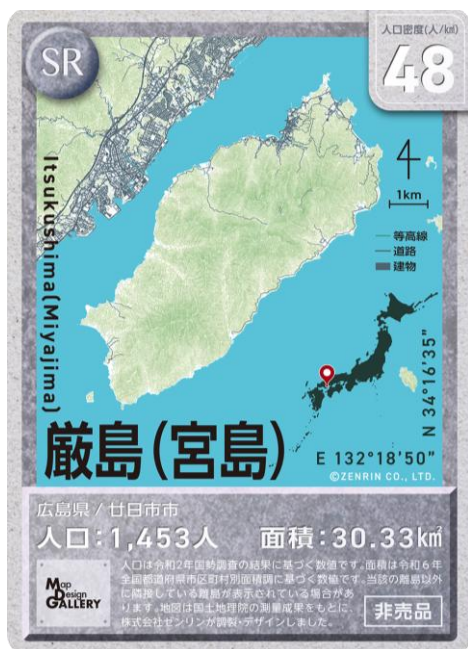 SR
人口密度(人/k㎡)
48
Itsukushima(Miyajima)
1km
等高線
道路
建物
N 34°16'35"
厳島(宮島)
E 132°18'50"
©ZENRIN CO., LTD.
広島県 / 廿日市市
人口:1,453人 面積:30.33k㎡
Map Design GALLERY
人口は令和2年国勢調査の結果に基づく数値です。面積は令和6年
全国都道府県市区町村別面積調に基づく数値です。当該の離島以外
に隣接している離島が表示されている場合があ
ります。地図は国土地理院の測量成果をもとに、
株式会社ゼンリンが調製・デザインしました。
非売品